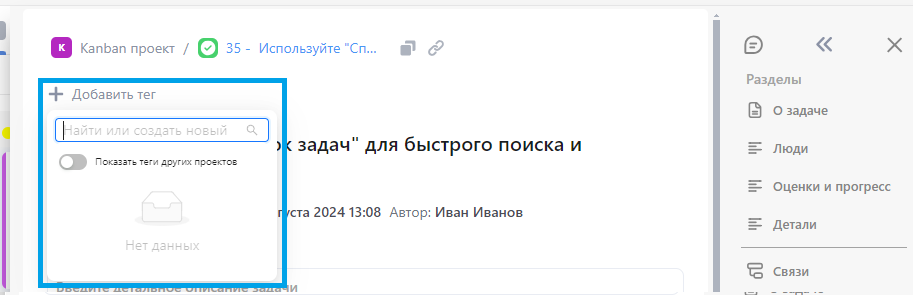 K Kanban проект / 35 - Используйте "Сп...
Добавить тег
Найти или создать новый
задач" для быстрого поиска и
Показать теги других проектов
2024 13:08 Автор: Иван Иванов
Нет данных
Введите детальное описание задачи
Разделы
О задаче
Люди
Оценки и прогресс
Детали
Связи